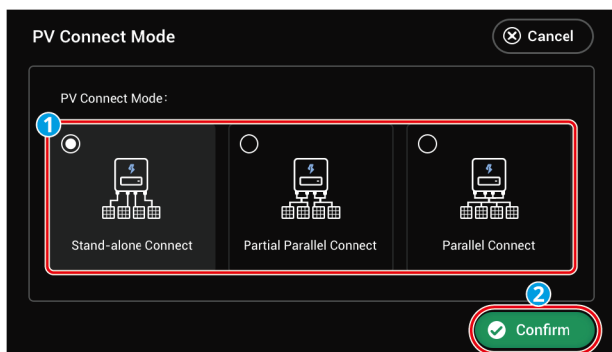 PV Connect Mode
Cancel
PV Connect Mode:
1
Stand-alone Connect
Partial Parallel Connect
Parallel Connect
2
Confirm